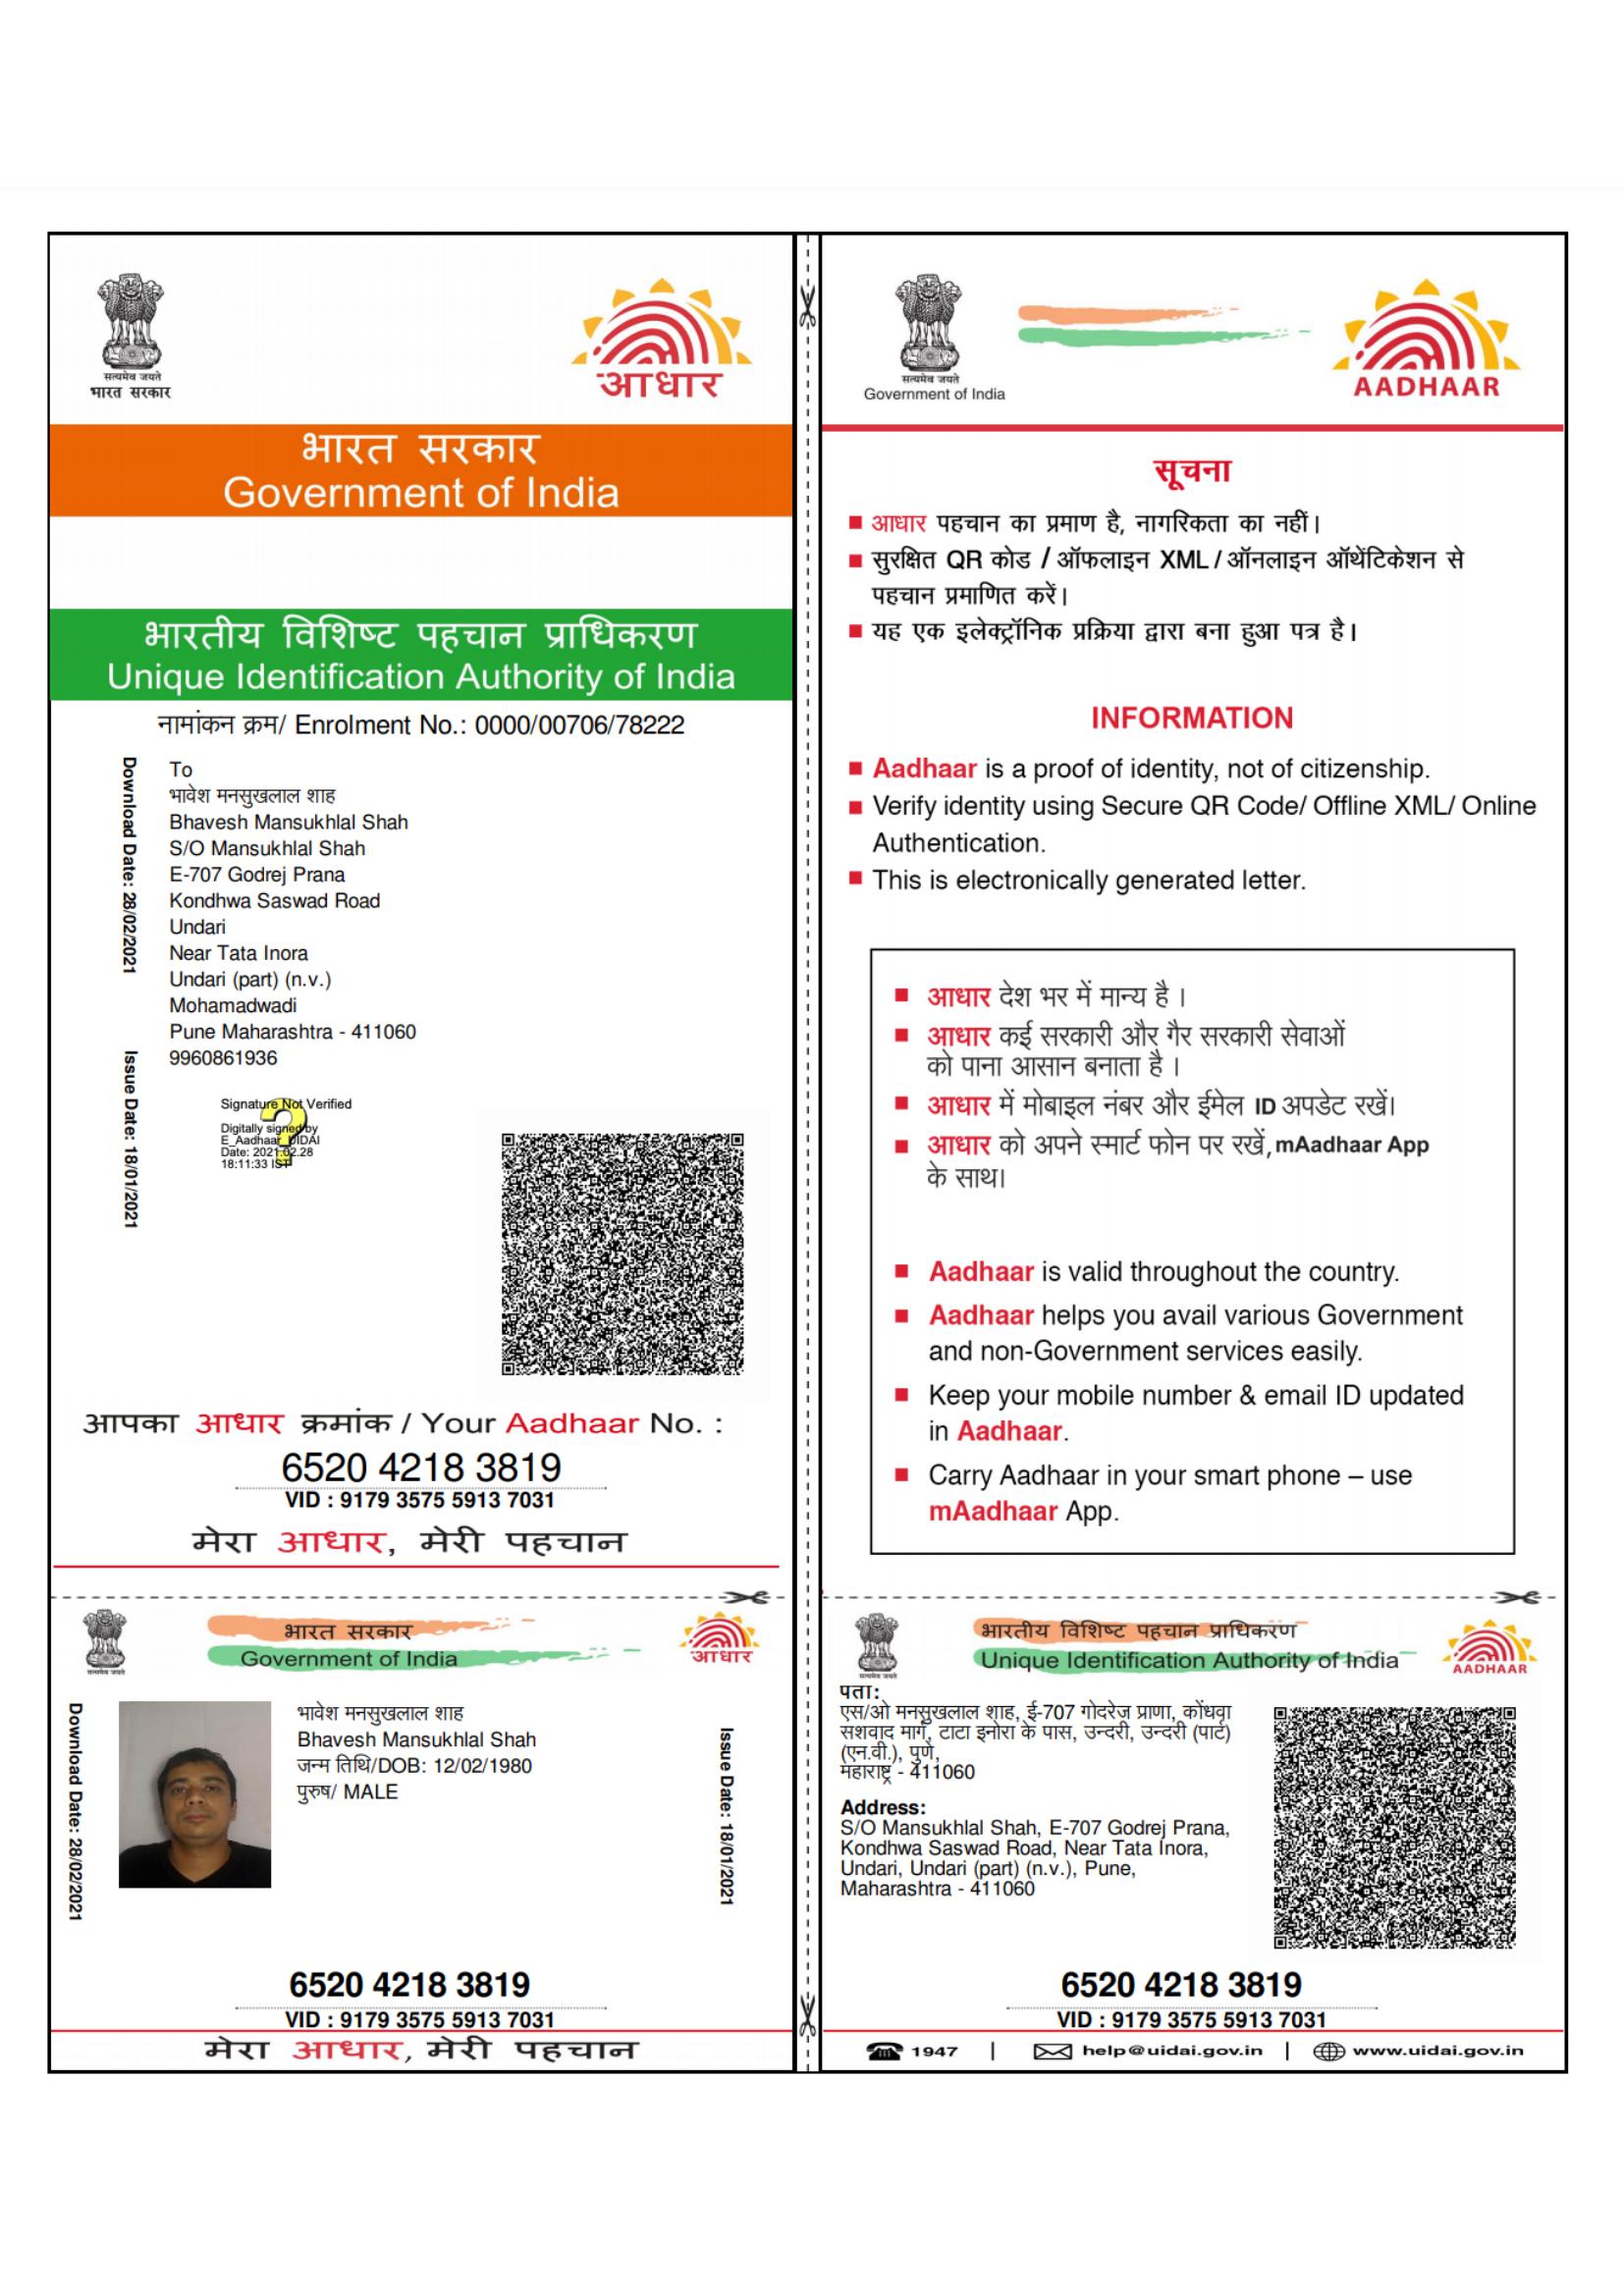 सत्यमेव जयते
भारत सरकार
आधार
भारत सरकार
Government of India
भारतीय विशिष्ट पहचान प्राधिकरण
Unique Identification Authority of India
नामांकन क्रम/ Enrolment No.: 0000/00706/78222
Download Date: 28/02/2021
Issue Date: 18/01/2021
To
भावेश मनसुखलाल शाह
Bhavesh Mansukhlal Shah
S/O Mansukhlal Shah
E-707 Godrej Prana
Kondhwa Saswad Road
Undari
Near Tata Inora
Undari (part) (n.v.)
Mohamadwadi
Pune Maharashtra - 411060
9960861936
Signature Not Verified
Digitally signed by
E_Aadhaar_UIDAI
Date: 2021.02.28
18:11:33 IST
आपका आधार क्रमांक / Your Aadhaar No. :
6520 4218 3819
VID : 9179 3575 5913 7031
मेरा आधार, मेरी पहचान
सत्यमेव जयते
Government of India
AADHAAR
सूचना
आधार पहचान का प्रमाण है, नागरिकता का नहीं।
सुरक्षित QR कोड / ऑफलाइन XML / ऑनलाइन ऑथेंटिकेशन से
पहचान प्रमाणित करें।
यह एक इलेक्ट्रॉनिक प्रक्रिया द्वारा बना हुआ पत्र है।
INFORMATION
Aadhaar is a proof of identity, not of citizenship.
Verify identity using Secure QR Code/ Offline XML/ Online
Authentication.
This is electronically generated letter.
आधार देश भर में मान्य है ।
आधार कई सरकारी और गैर सरकारी सेवाओं
को पाना आसान बनाता है ।
आधार में मोबाइल नंबर और ईमेल ID अपडेट रखें।
आधार को अपने स्मार्ट फोन पर रखें, mAadhaar App
के साथ।
Aadhaar is valid throughout the country.
Aadhaar helps you avail various Government
and non-Government services easily.
Keep your mobile number & email ID updated
in Aadhaar.
Carry Aadhaar in your smart phone – use
mAadhaar App.
सत्यमेव जयते
भारत सरकार
Government of India
आधार
Download Date: 28/02/2021
भावेश मनसुखलाल शाह
Bhavesh Mansukhlal Shah
जन्म तिथि/DOB: 12/02/1980
पुरुष/ MALE
Issue Date: 18/01/2021
6520 4218 3819
VID : 9179 3575 5913 7031
मेरा आधार, मेरी पहचान
सत्यमेव जयते
भारतीय विशिष्ट पहचान प्राधिकरण
Unique Identification Authority of India
AADHAAR
पता:
एस/ओ मनसुखलाल शाह, ई-707 गोदरेज प्राणा, कोंधवा
सशवाद मार्ग, टाटा इनोरा के पास, उन्दरी, उन्दरी (पार्ट)
(एन.वी.), पुणे,
महाराष्ट्र - 411060
Address:
S/O Mansukhlal Shah, E-707 Godrej Prana,
Kondhwa Saswad Road, Near Tata Inora,
Undari, Undari (part) (n.v.), Pune,
Maharashtra - 411060
6520 4218 3819
VID : 9179 3575 5913 7031
1947 | help@uidai.gov.in | www.uidai.gov.in